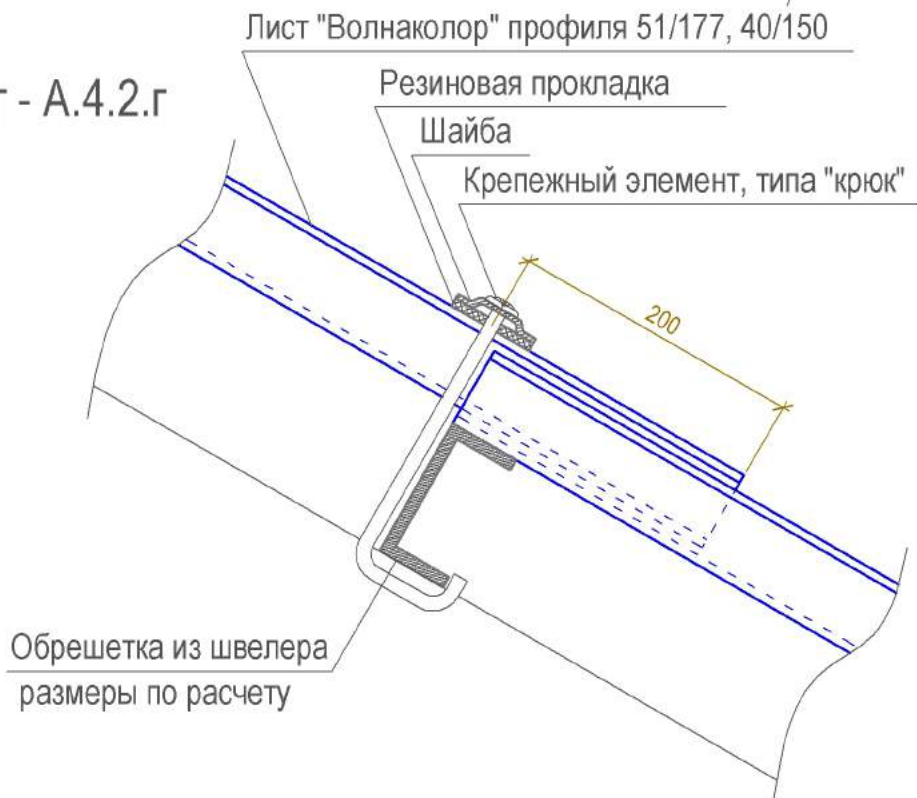 Лист "Волнаколор" профиля 51/177, 40/150
Резиновая прокладка
- А.4.2.г
Шайба
Крепежный элемент, типа "крюк"
200
Обрешетка из швелера
размеры по расчету